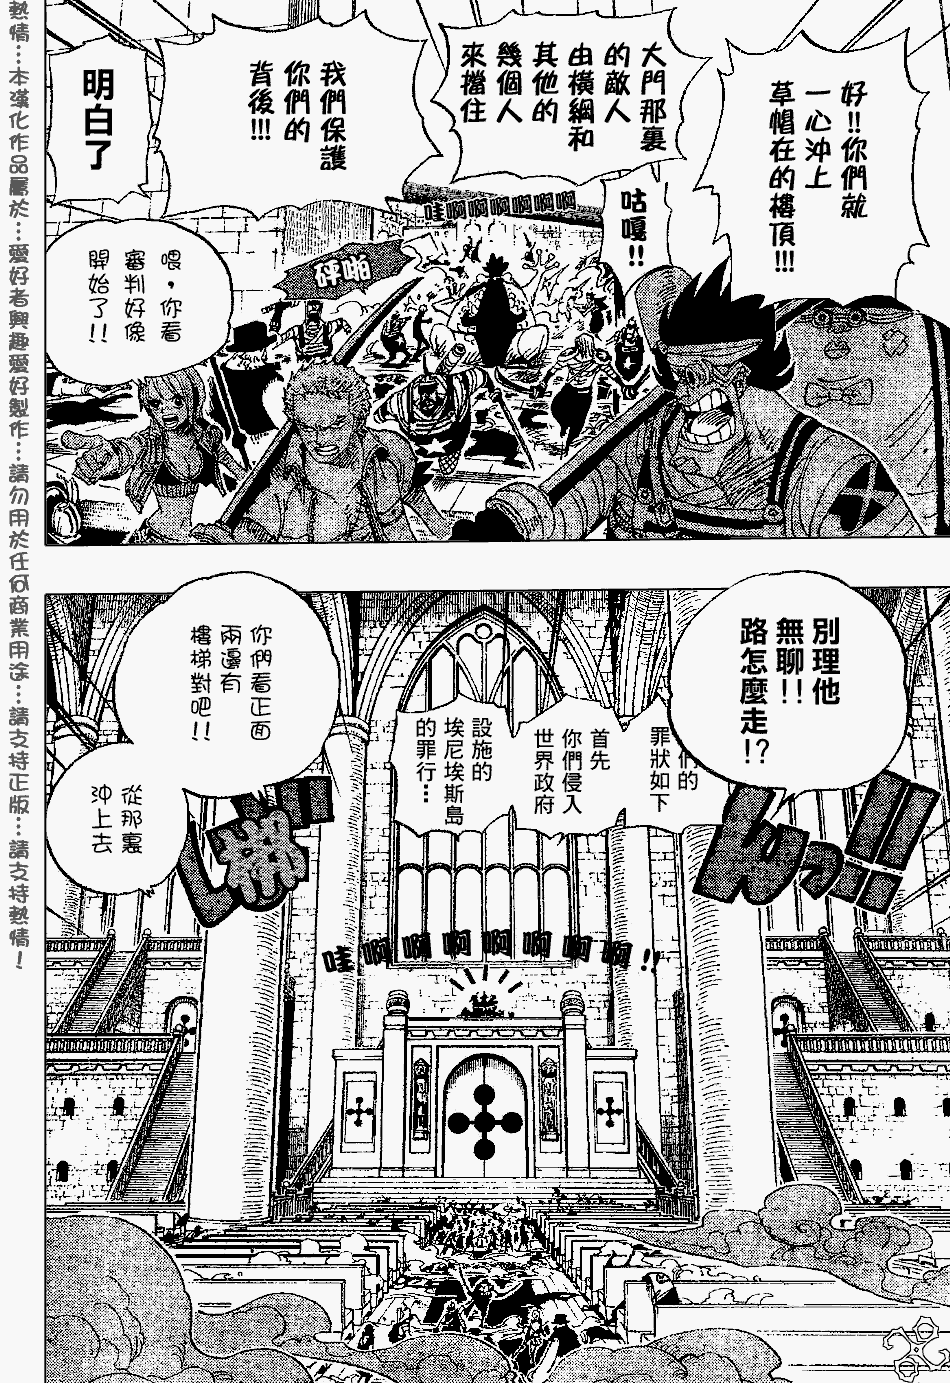 好!!你們就
一心沖上
草帽在的樓頂!!!
大門那裏
的敵人
由橫綱和
其他的
幾個人
來擋住
咕嘎!!
我們保護
你們的
背後!!!
明白了
哇啊啊啊啊啊啊
砰啪
喂，你看
審判好像
開始了!!
別理他
無聊!!
路怎麼走!?
們的
罪狀如下
首先
你們侵入
世界政府
設施的
埃尼埃斯島
的罪行…
你們看正面
兩邊有
樓梯對吧!!
從那裏
沖上去
哇啊啊啊啊啊啊啊!!
熱情…本漢化作品屬於…愛好者興趣愛好製作…請勿用於任何商業用途…請支持正版…請支持熱情！